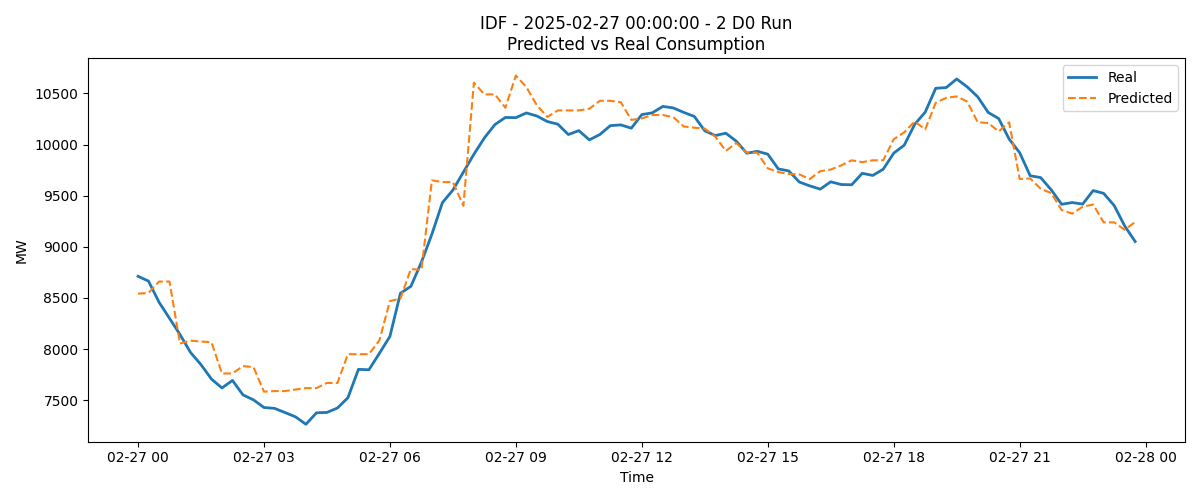 IDF - 2025-02-27 00:00:00 - 2 D0 Run
Predicted vs Real Consumption
Real
Predicted
MW
10500
10000
9500
9000
8500
8000
7500
02-27 00
02-27 03
02-27 06
02-27 09
02-27 12
02-27 15
02-27 18
02-27 21
02-28 00
Time